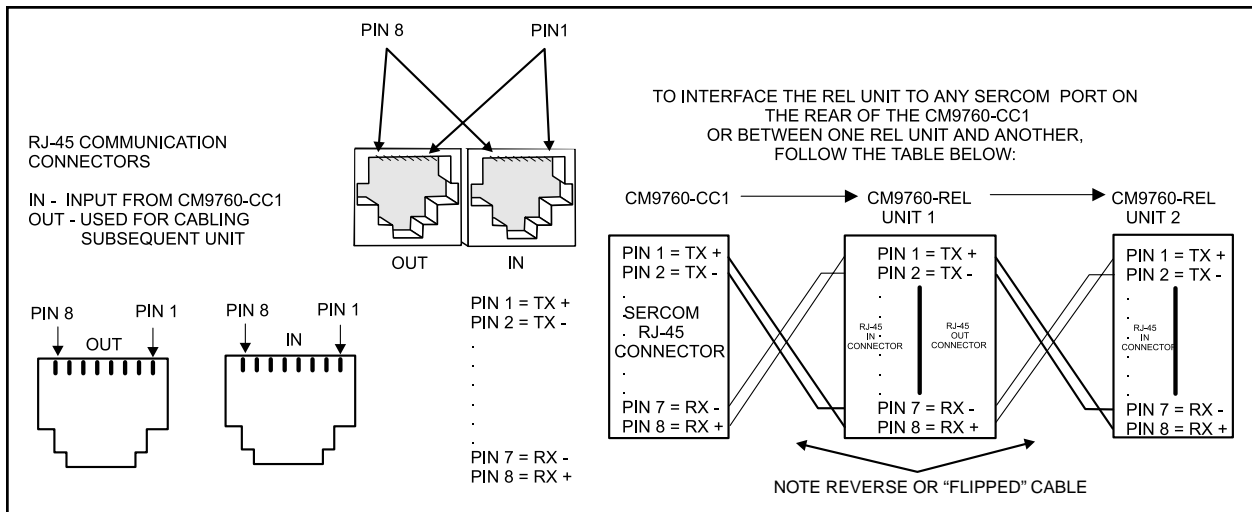 PIN 8 PIN1
RJ-45 COMMUNICATION
CONNECTORS
IN - INPUT FROM CM9760-CC1
OUT - USED FOR CABLING
SUBSEQUENT UNIT
OUT IN
PIN 8 PIN 1
OUT
PIN 8 PIN 1
IN
PIN 1 = TX +
PIN 2 = TX -
.
.
.
.
.
.
PIN 7 = RX -
PIN 8 = RX +
TO INTERFACE THE REL UNIT TO ANY SERCOM PORT ON
THE REAR OF THE CM9760-CC1
OR BETWEEN ONE REL UNIT AND ANOTHER,
FOLLOW THE TABLE BELOW:
CM9760-CC1
CM9760-REL
UNIT 1
CM9760-REL
UNIT 2
PIN 1 = TX +
PIN 2 = TX -
SERCOM
RJ-45
CONNECTOR
PIN 7 = RX -
PIN 8 = RX +
PIN 1 = TX +
PIN 2 = TX -
RJ-45
IN
CONNECTOR
RJ-45
OUT
CONNECTOR
PIN 7 = RX -
PIN 8 = RX +
PIN 1 = TX +
PIN 2 = TX -
RJ-45
IN
CONNECTOR
PIN 7 = RX -
PIN 8 = RX +
NOTE REVERSE OR “FLIPPED” CABLE